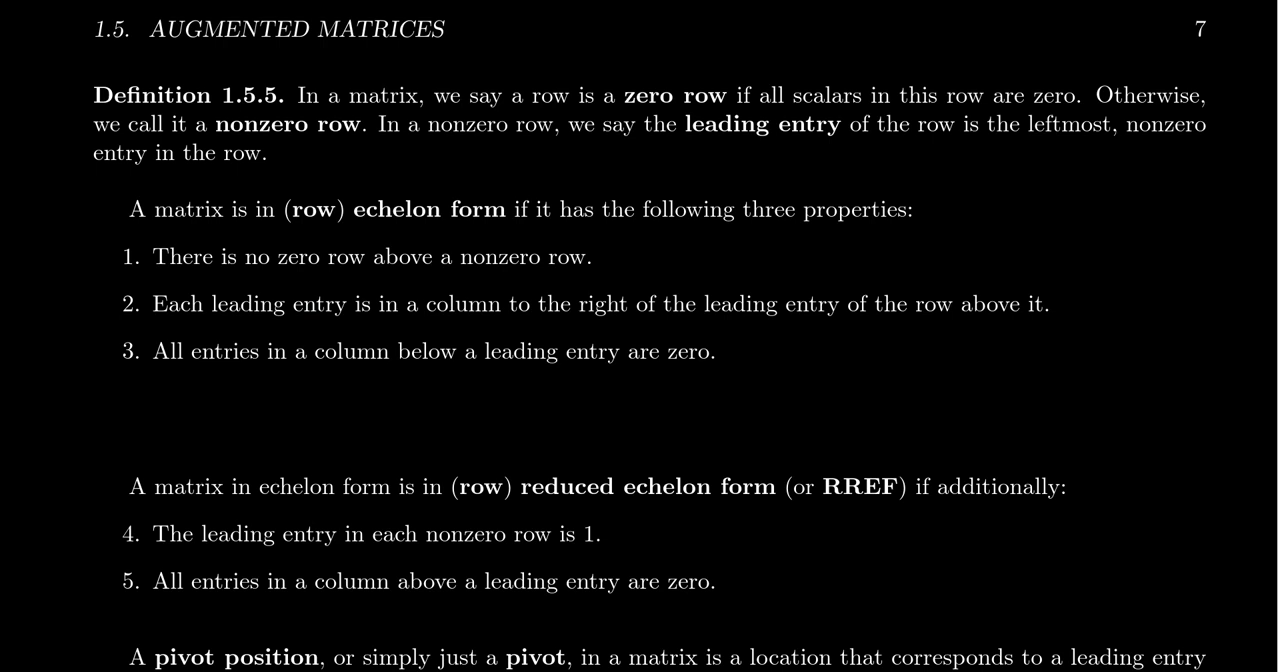 1.5. AUGMENTED MATRICES 7
Definition 1.5.5. In a matrix, we say a row is a zero row if all scalars in this row are zero. Otherwise,
we call it a nonzero row. In a nonzero row, we say the leading entry of the row is the leftmost, nonzero
entry in the row.
A matrix is in (row) echelon form if it has the following three properties:
1. There is no zero row above a nonzero row.
2. Each leading entry is in a column to the right of the leading entry of the row above it.
3. All entries in a column below a leading entry are zero.
A matrix in echelon form is in (row) reduced echelon form (or RREF) if additionally:
4. The leading entry in each nonzero row is 1.
5. All entries in a column above a leading entry are zero.
A pivot position, or simply just a pivot, in a matrix is a location that corresponds to a leading entry